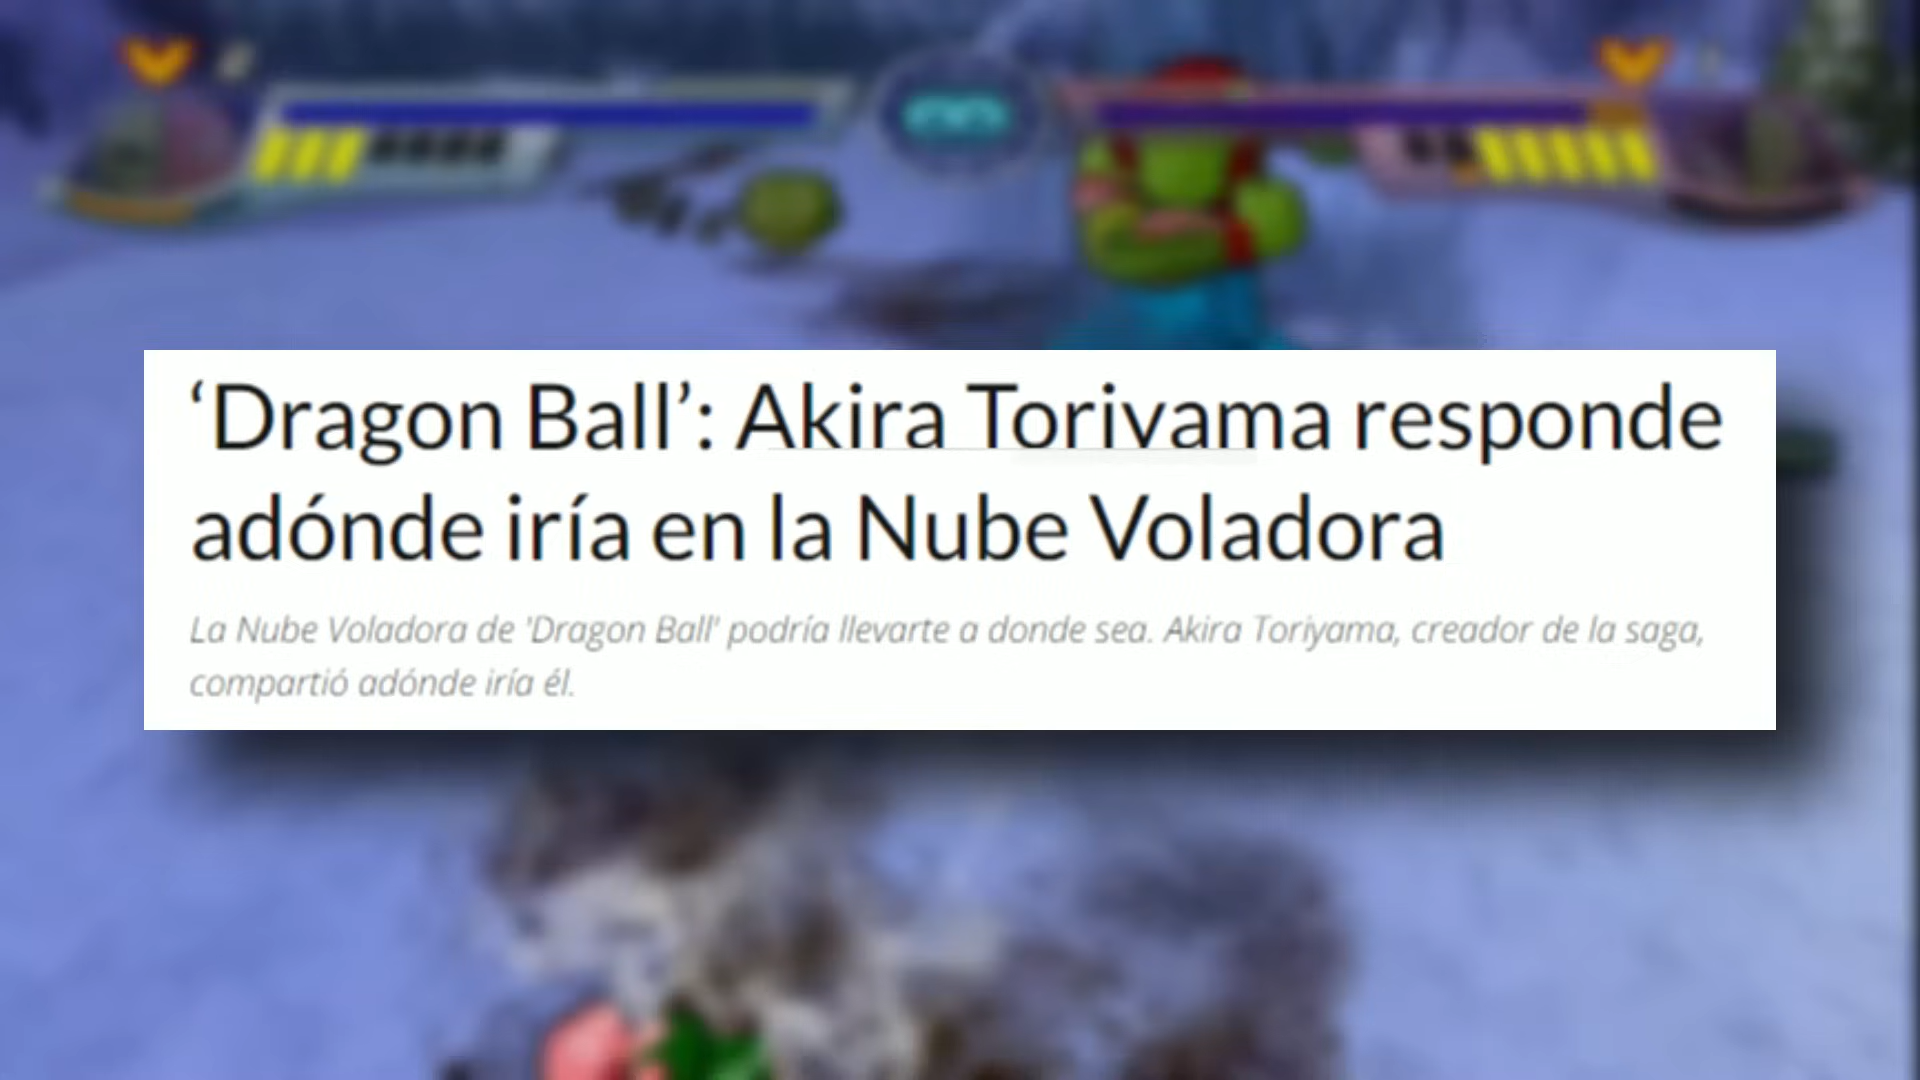 ‘Dragon Ball’: Akira Toriyama responde
adónde iría en la Nube Voladora
La Nube Voladora de 'Dragon Ball' podría llevarte a donde sea. Akira Toriyama, creador de la saga,
compartió adónde iría él.